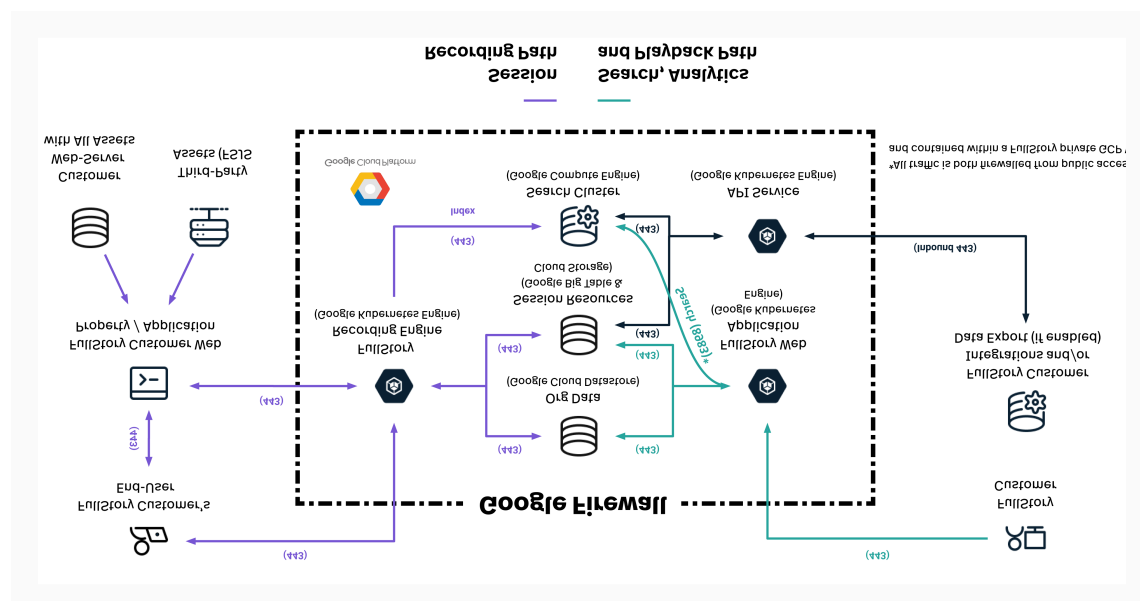 (443)
(443)
FullStory Customer's
End-User
Google Firewall
FullStory
Customer
(443)
(443)
(443)
(443)
(443)
Org Data
(Google Cloud Datastore)
FullStory
Recording Engine
(Google Kubernetes Engine)
FullStory Customer Web
Property / Application
(443)
(443)
(443)
Session Resources
(Google Big Table &
Cloud Storage)
Search (8983)*
FullStory Web
Application
(Google Kubernetes
Engine)
FullStory Customer
Integrations and/or
Data Export (if enabled)
(443)
Index
(443)
(Inbound 443)
Search Cluster
(Google Compute Engine)
API Service
(Google Kubernetes Engine)
Customer
Web-Server
with All Assets
Third-Party
Assets (FSJS
Google Cloud Platform
*All traffic is both firewalled from public acces
and contained within a FullStory private GCP
Session
Recording Path
Search, Analytics
and Playback Path